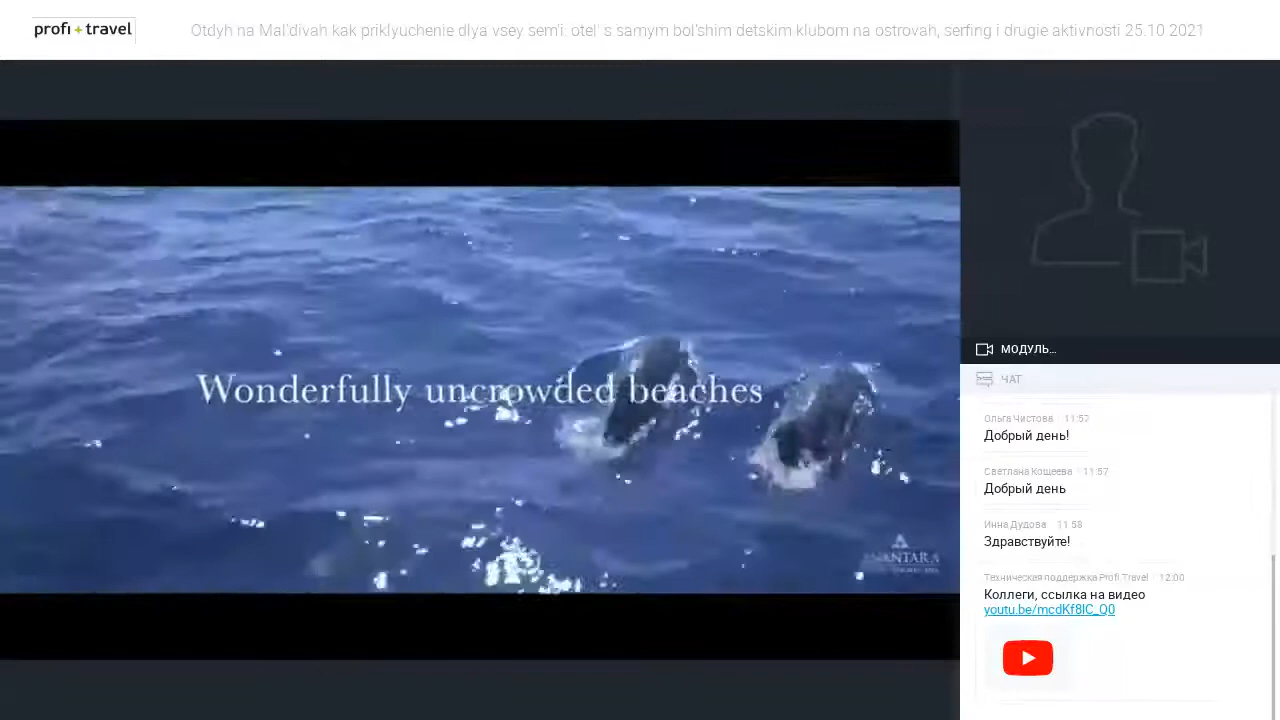 profi travel
Otdyh na Mal'divah kak priklyuchenie dlya vsey sem'i: otel' s samym bol'shim detskim klubom na ostrovah, serfing i drugie aktivnosti 25.10 2021
Wonderfully uncrowded beaches
ANANTARA
МОДУЛЬ...
ЧАТ
Ольга Чистова 11:57
Добрый день!
Светлана Кощеева 11:57
Добрый день
Инна Дудова 11:58
Здравствуйте!
Техническая поддержка Profi.Travel 12:00
Коллеги, ссылка на видео
youtu.be/mcdKf8lC_Q0